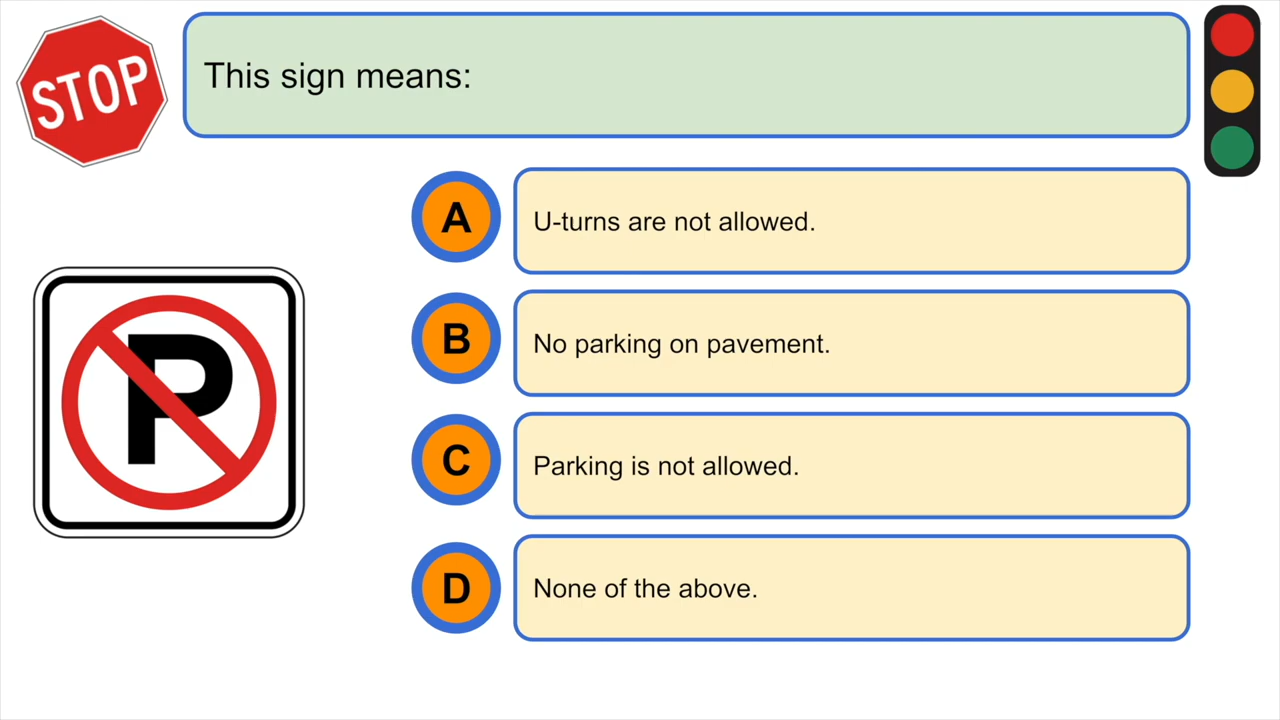 STOP
This sign means:
A
U-turns are not allowed.
B
No parking on pavement.
P
C
Parking is not allowed.
D
None of the above.